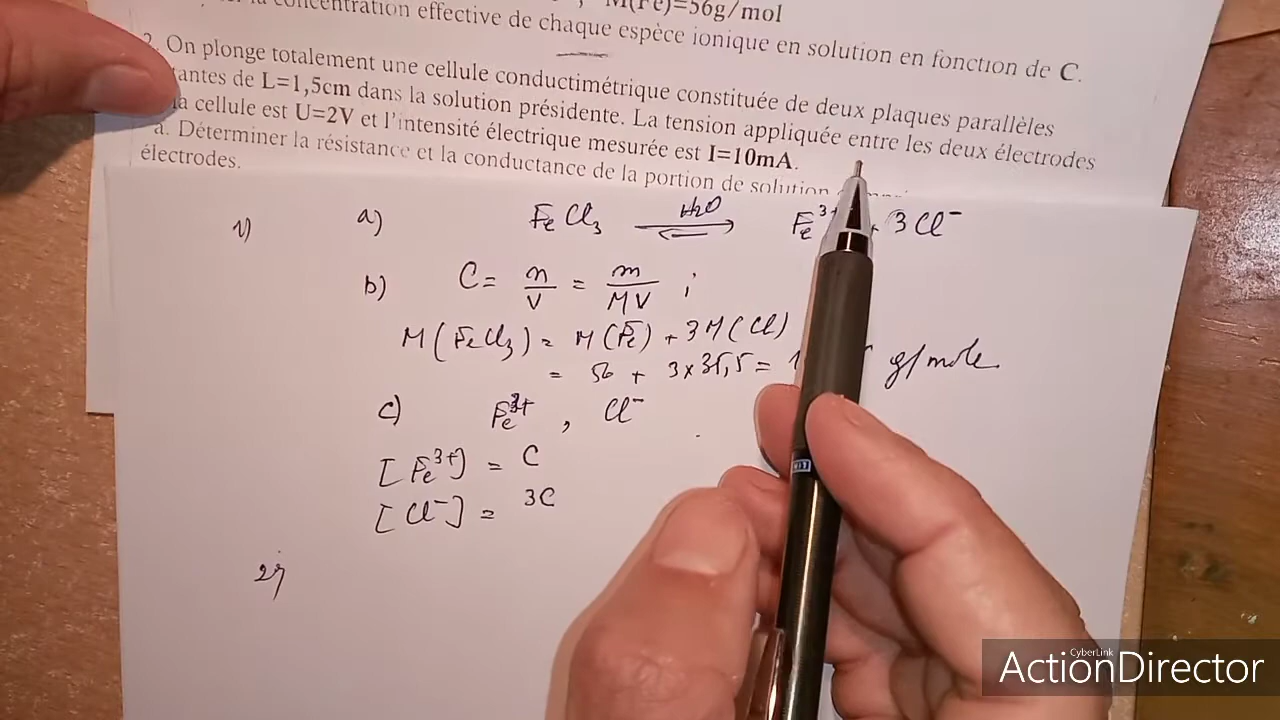 M(Fe)=56g/mol
la concentration effective de chaque espèce ionique en solution en fonction de C.
2. On plonge totalement une cellule conductimétrique constituée de deux plaques parallèles
tantes de L=1,5cm dans la solution présidente. La tension appliquée entre les deux électrodes
la cellule est U=2V et l'intensité électrique mesurée est I=10mA.
a. Déterminer la résistance et la conductance de la portion de solution
électrodes.
1) a) FeCl3 H2O Fe3+ + 3Cl-
b) C = n/V = m/MV ;
M(FeCl3) = M(Fe) + 3M(Cl)
= 56 + 3x35,5 = g/mole
c) Fe3+ , Cl-
[Fe3+] = C
[Cl-] = 3C
2)
CyberLink
ActionDirector